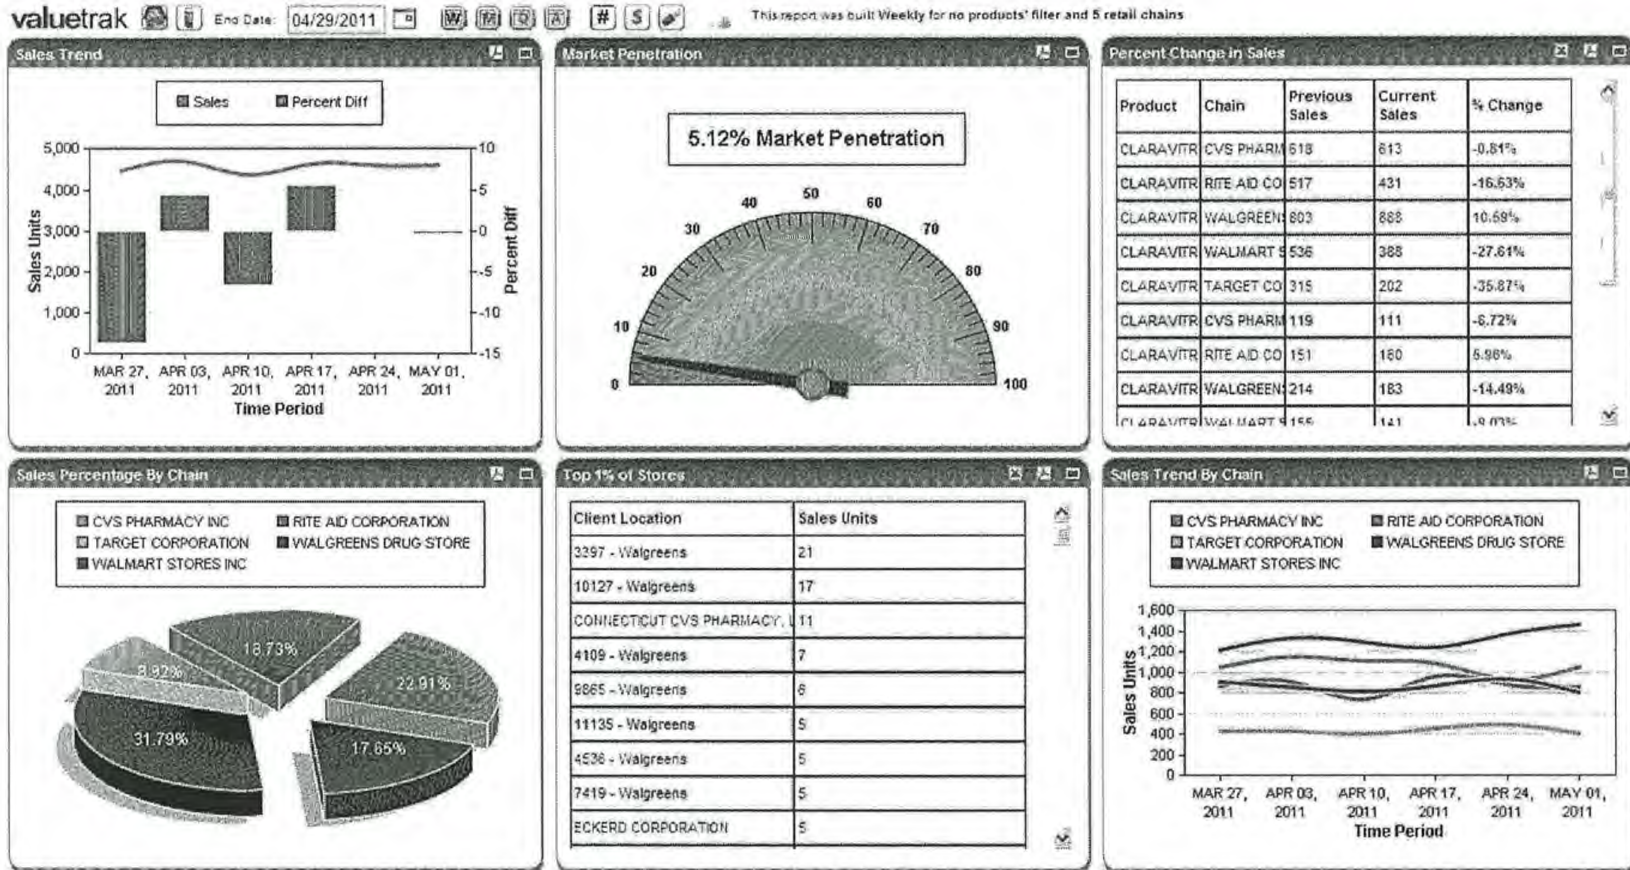 valuetrak End Date: 04/29/2011 W M Q A # $ This report was built Weekly for no products' filter and 5 retail chains
Sales Trend
Sales Percent Diff
5,000
4,000
3,000
2,000
1,000
0
Sales Units
10
5
0
-5
-10
-15
Percent Diff
MAR 27, APR 03, APR 10, APR 17, APR 24, MAY 01,
2011 2011 2011 2011 2011 2011
Time Period
Market Penetration
5.12% Market Penetration
0 10 20 30 40 50 60 70 80 90 100
Percent Change in Sales
Product Chain Previous Sales Current Sales % Change
CLARAVITR CVS PHARM 618 613 -0.81%
CLARAVITR RITE AID CO 517 431 -16.63%
CLARAVITR WALGREEN 803 888 10.59%
CLARAVITR WALMART S 536 388 -27.61%
CLARAVITR TARGET CO 315 202 -35.87%
CLARAVITR CVS PHARM 119 111 -6.72%
CLARAVITR RITE AID CO 151 160 5.96%
CLARAVITR WALGREEN 214 183 -14.49%
CLARAVITR WALMART S 155 141 -9.03%
Sales Percentage By Chain
CVS PHARMACY INC RITE AID CORPORATION
TARGET CORPORATION WALGREENS DRUG STORE
WALMART STORES INC
18.73%
8.92%
22.91%
31.79%
17.65%
Top 1% of Stores
Client Location Sales Units
3397 - Walgreens 21
10127 - Walgreens 17
CONNECTICUT CVS PHARMACY, L 11
4109 - Walgreens 7
9865 - Walgreens 6
11135 - Walgreens 5
4536 - Walgreens 5
7419 - Walgreens 5
ECKERD CORPORATION 5
Sales Trend By Chain
CVS PHARMACY INC RITE AID CORPORATION
TARGET CORPORATION WALGREENS DRUG STORE
WALMART STORES INC
1,600
1,400
1,200
1,000
800
600
400
200
0
Sales Units
MAR 27, APR 03, APR 10, APR 17, APR 24, MAY 01,
2011 2011 2011 2011 2011 2011
Time Period